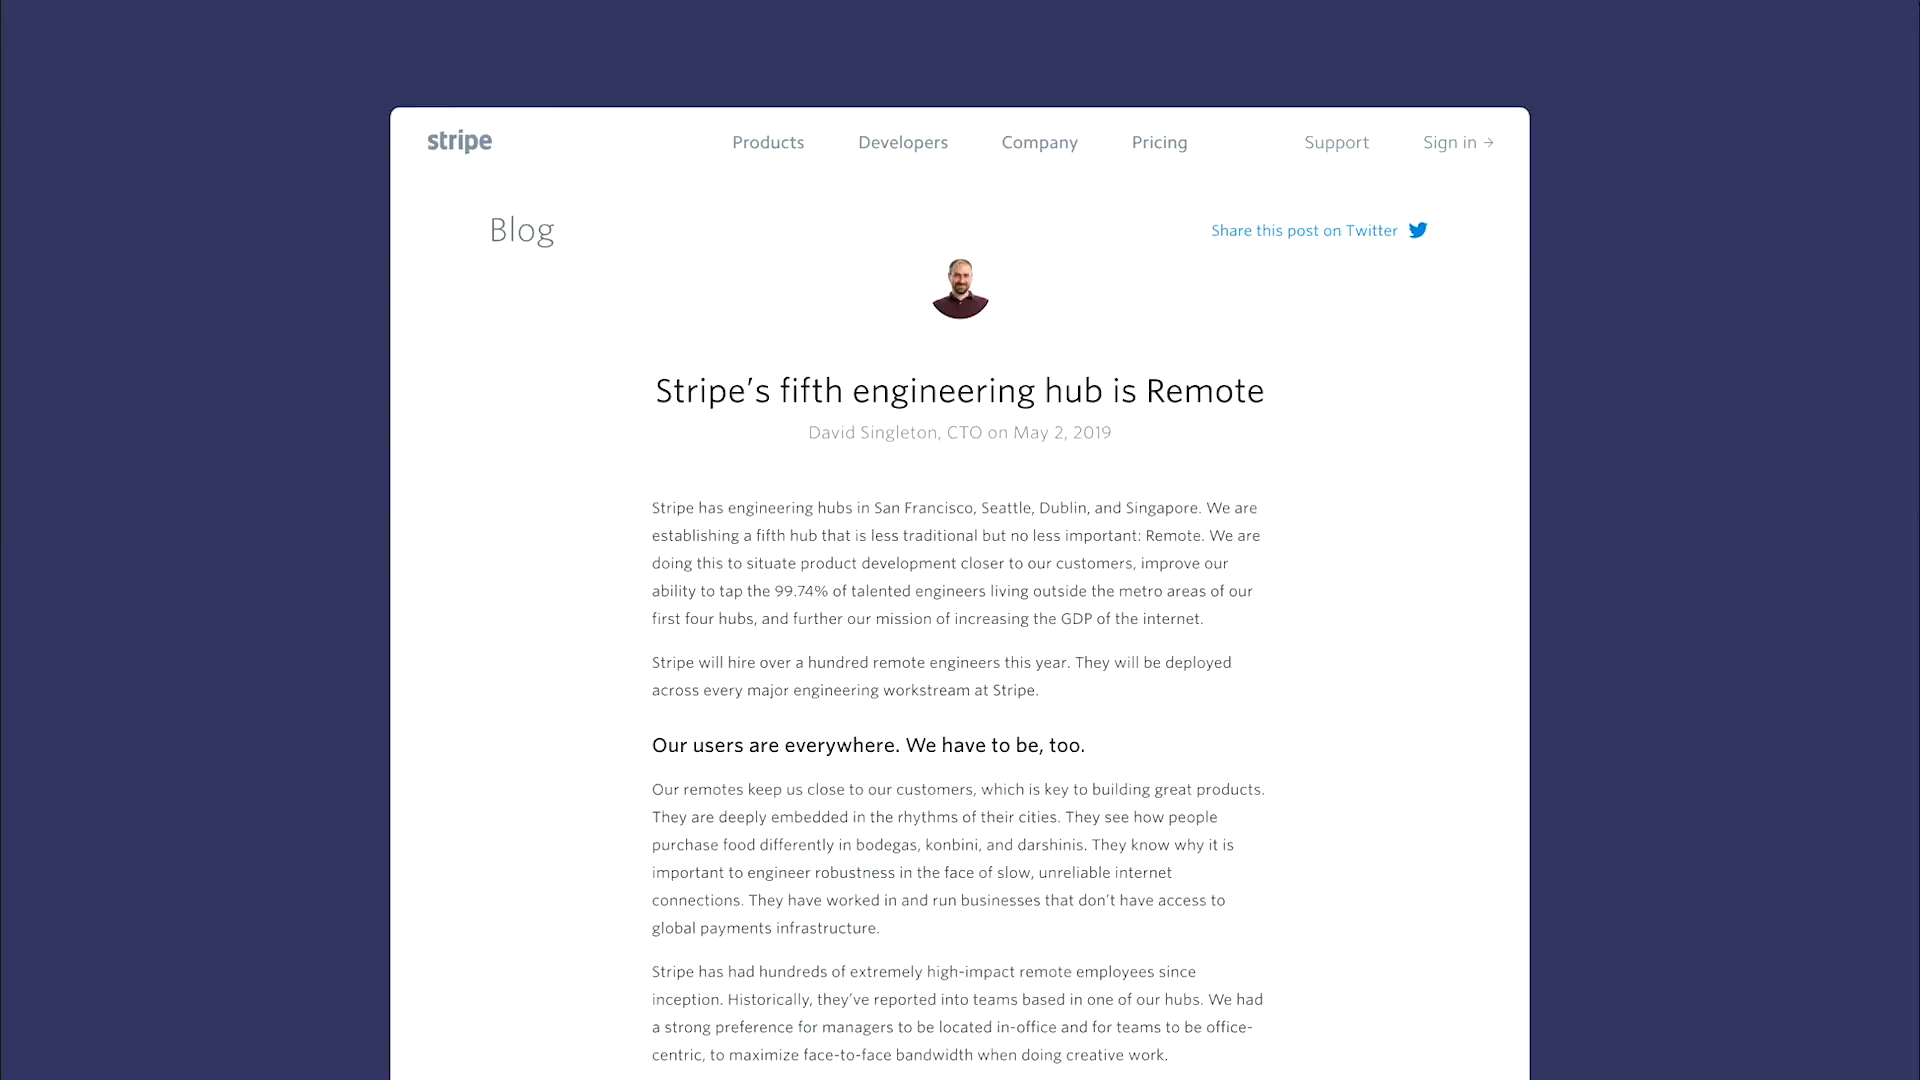 stripe
Products
Developers
Company
Pricing
Support
Sign in →
Blog
Share this post on Twitter
Stripe’s fifth engineering hub is Remote
David Singleton, CTO on May 2, 2019
Stripe has engineering hubs in San Francisco, Seattle, Dublin, and Singapore. We are
establishing a fifth hub that is less traditional but no less important: Remote. We are
doing this to situate product development closer to our customers, improve our
ability to tap the 99.74% of talented engineers living outside the metro areas of our
first four hubs, and further our mission of increasing the GDP of the internet.
Stripe will hire over a hundred remote engineers this year. They will be deployed
across every major engineering workstream at Stripe.
Our users are everywhere. We have to be, too.
Our remotes keep us close to our customers, which is key to building great products.
They are deeply embedded in the rhythms of their cities. They see how people
purchase food differently in bodegas, konbini, and darshinis. They know why it is
important to engineer robustness in the face of slow, unreliable internet
connections. They have worked in and run businesses that don’t have access to
global payments infrastructure.
Stripe has had hundreds of extremely high-impact remote employees since
inception. Historically, they’ve reported into teams based in one of our hubs. We had
a strong preference for managers to be located in-office and for teams to be office-
centric, to maximize face-to-face bandwidth when doing creative work.